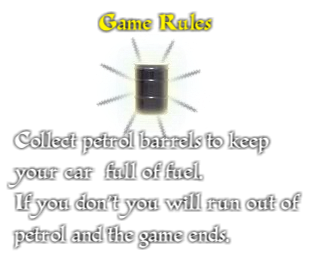 Game Rules
Collect petrol barrels to keep
your car full of fuel.
If you don't you will run out of
petrol and the game ends.